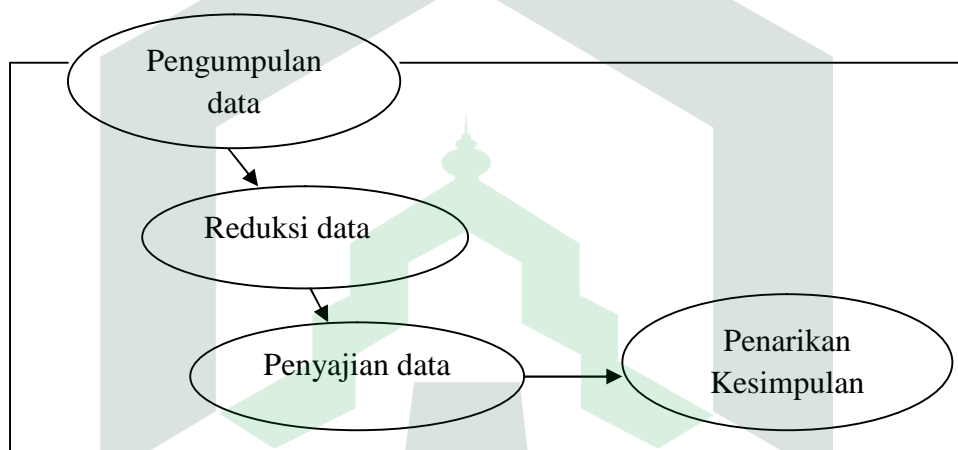 Pengumpulan
data
Reduksi data
Penyajian data
Penarikan
Kesimpulan